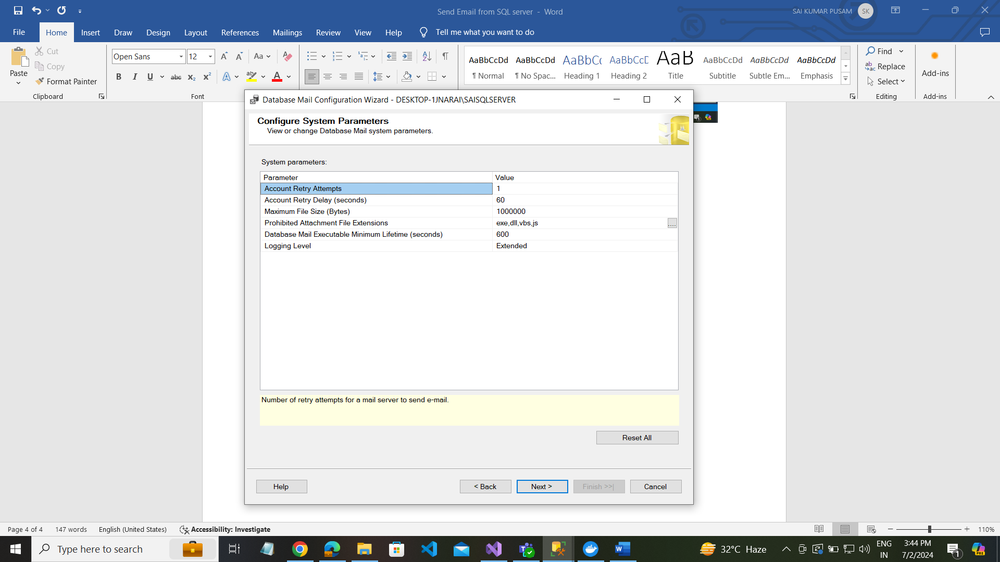 Send Email from SQL server - Word
SAI KUMAR PUSAM
SK
File Home Insert Draw Design Layout References Mailings Review View Help Tell me what you want to do
Paste
Cut
Copy
Format Painter
Clipboard
Open Sans 12
Aa
B I U abc x₂ x² A ab A
Font
AaBbCcDd
¶ Normal
AaBbCcDd
¶ No Spac...
AaBbCc
Heading 1
AaBbCcD
Heading 2
AaB
Title
AaBbCcDd
Subtitle
AaBbCcDd
Subtle Em...
AaBbCcDd
Emphasis
Find
Replace
Select
Editing
Add-ins
Add-ins
Database Mail Configuration Wizard - DESKTOP-1JNARAI\SAISQLSERVER
Configure System Parameters
View or change Database Mail system parameters.
System parameters:
Parameter Value
Account Retry Attempts 1
Account Retry Delay (seconds) 60
Maximum File Size (Bytes) 1000000
Prohibited Attachment File Extensions exe,dll,vbs,js ....
Database Mail Executable Minimum Lifetime (seconds) 600
Logging Level Extended
Number of retry attempts for a mail server to send e-mail.
Reset All
Help < Back Next > Finish >>| Cancel
Page 4 of 4 147 words English (United States) Accessibility: Investigate 110%
Type here to search
32°C Haze
ENG
IN
3:44 PM
7/2/2024
1
PRE